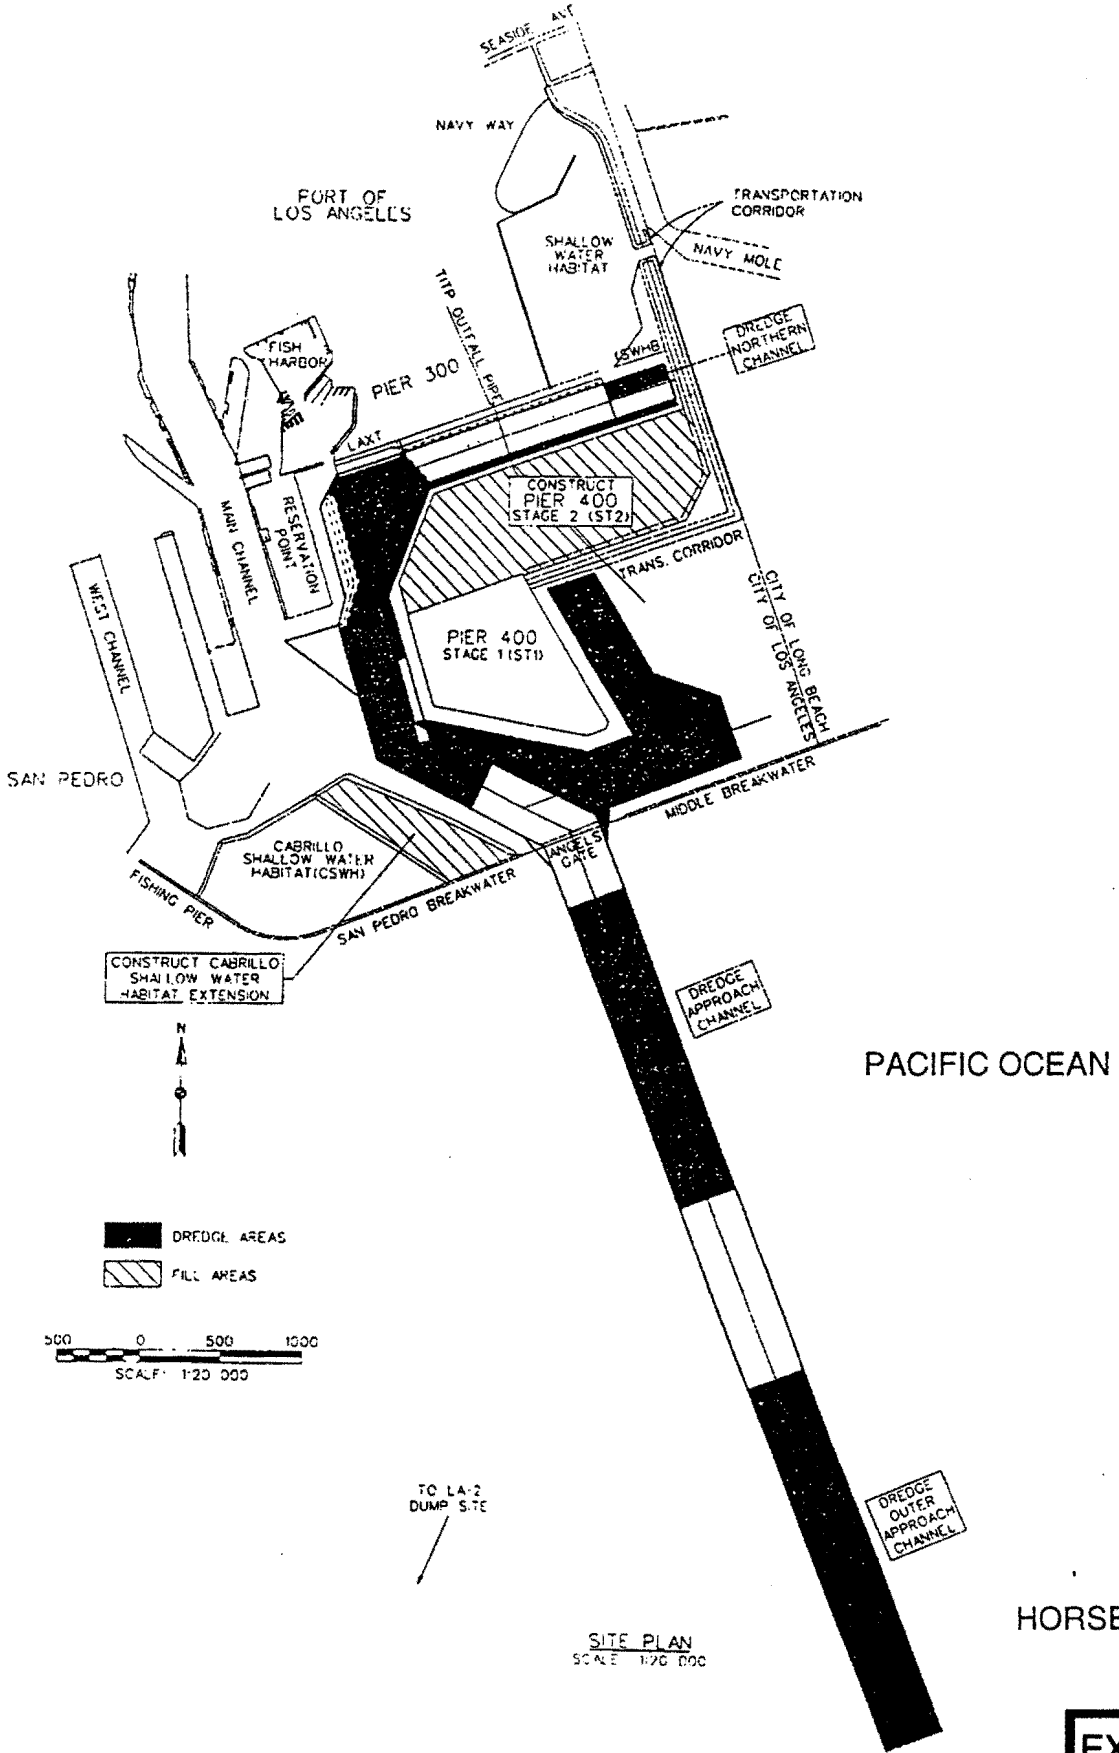 SEASIDE AVE
NAVY WAY
PORT OF
LOS ANGELES
TRANSPORTATION
CORRIDOR
SHALLOW
WATER
HABITAT
NAVY MOLE
TITP OUTFALL PIPE
DREDGE
NORTHERN
CHANNEL
FISH
HARBOR
PIER 300
LAXT
CONSTRUCT
PIER 400
STAGE 2 (ST2)
RESERVATION
POINT
MAIN CHANNEL
TRANS. CORRIDOR
WEST CHANNEL
CITY OF LONG BEACH
CITY OF LOS ANGELES
PIER 400
STAGE 1 (ST1)
SAN PEDRO
MIDDLE BREAKWATER
ANGELS
GATE
CABRILLO
SHALLOW WATER
HABITAT(CSWH)
FISHING PIER
SAN PEDRO BREAKWATER
CONSTRUCT CABRILLO
SHALLOW WATER
HABITAT EXTENSION
DREDGE
APPROACH
CHANNEL
N
PACIFIC OCEAN
DREDGE AREAS
FILL AREAS
500 0 500 1000
SCALE: 1:20 000
TO LA-2
DUMP SITE
DREDGE
OUTER
APPROACH
CHANNEL
HORSE
SITE PLAN
SCALE 1:20 000
EX